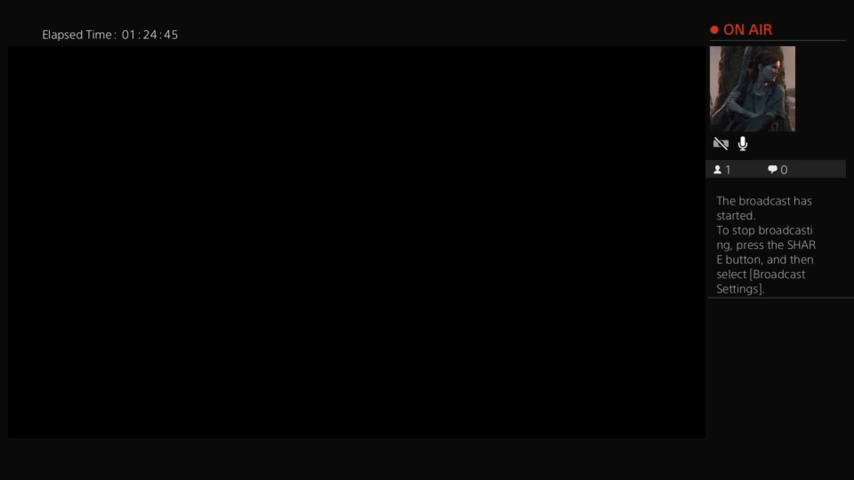 Elapsed Time: 01:24:45
ON AIR
1
0
The broadcast has
started.
To stop broadcasti
ng, press the SHAR
E button, and then
select [Broadcast
Settings].